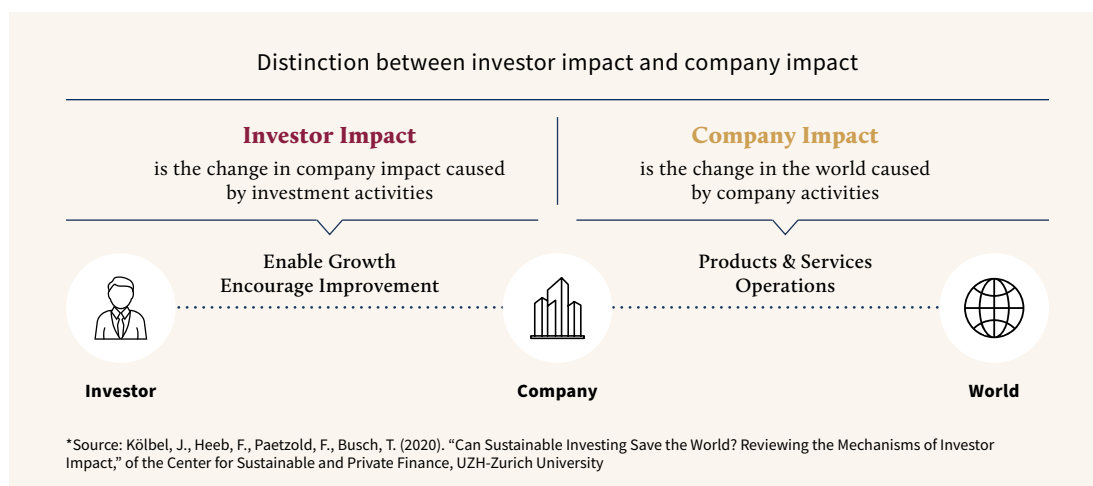 Distinction between investor impact and company impact
Investor Impact
is the change in company impact caused
by investment activities
Company Impact
is the change in the world caused
by company activities
Enable Growth
Encourage Improvement
Products & Services
Operations
Investor
Company
World
*Source: Kölbel, J., Heeb, F., Paetzold, F., Busch, T. (2020). “Can Sustainable Investing Save the World? Reviewing the Mechanisms of Investor
Impact,” of the Center for Sustainable and Private Finance, UZH-Zurich University